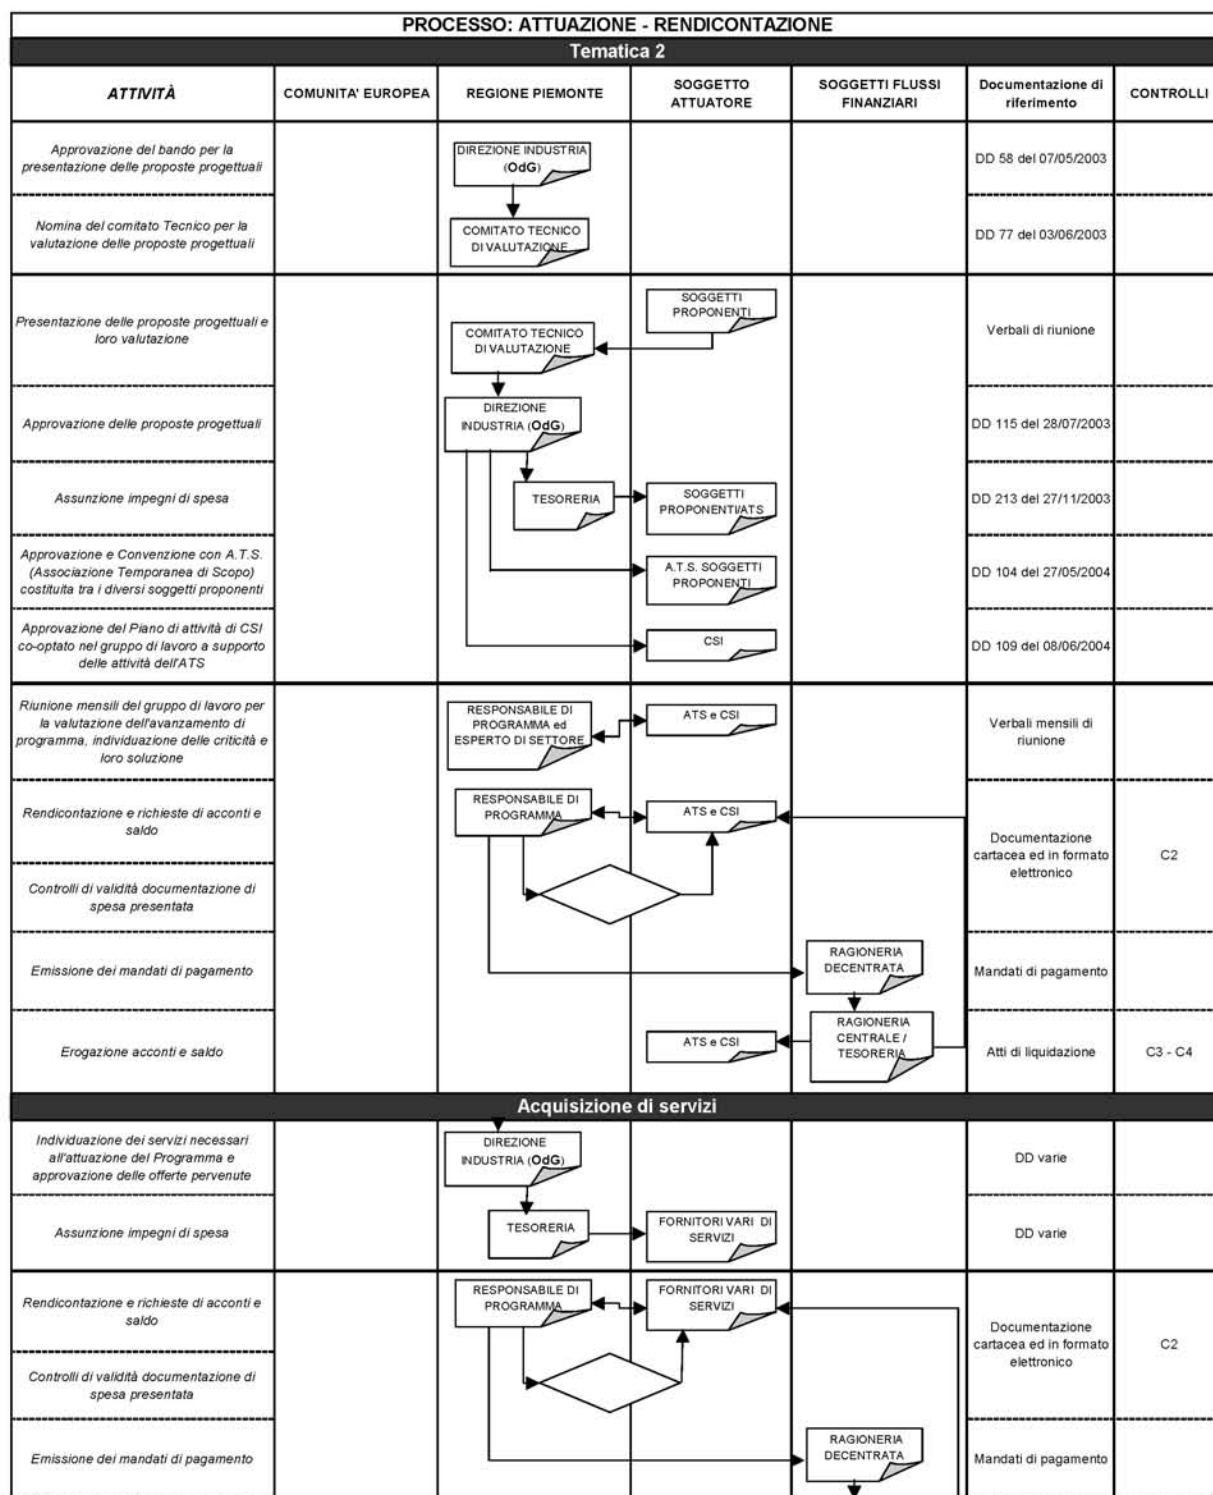 PROCESSO: ATTUAZIONE - RENDICONTAZIONE
Tematica 2
ATTIVITÀ
COMUNITA' EUROPEA
REGIONE PIEMONTE
SOGGETTO
ATTUATORE
SOGGETTI FLUSSI
FINANZIARI
Documentazione di
riferimento
CONTROLLI
Approvazione del bando per la
presentazione delle proposte progettuali
DIREZIONE INDUSTRIA
(OdG)
DD 58 del 07/05/2003
Nomina del comitato Tecnico per la
valutazione delle proposte progettuali
COMITATO TECNICO
DI VALUTAZIONE
DD 77 del 03/06/2003
Presentazione delle proposte progettuali e
loro valutazione
COMITATO TECNICO
DI VALUTAZIONE
SOGGETTI
PROPONENTI
Verbali di riunione
Approvazione delle proposte progettuali
DIREZIONE
INDUSTRIA (OdG)
DD 115 del 28/07/2003
Assunzione impegni di spesa
TESORERIA
SOGGETTI
PROPONENTI/ATS
DD 213 del 27/11/2003
Approvazione e Convenzione con A.T.S.
(Associazione Temporanea di Scopo)
costituita tra i diversi soggetti proponenti
A.T.S. SOGGETTI
PROPONENTI
DD 104 del 27/05/2004
Approvazione del Piano di attività di CSI
co-optato nel gruppo di lavoro a supporto
delle attività dell'ATS
CSI
DD 109 del 08/06/2004
Riunione mensili del gruppo di lavoro per
la valutazione dell'avanzamento di
programma, individuazione delle criticità e
loro soluzione
RESPONSABILE DI
PROGRAMMA ed
ESPERTO DI SETTORE
ATS e CSI
Verbali mensili di
riunione
Rendicontazione e richieste di acconti e
saldo
RESPONSABILE DI
PROGRAMMA
ATS e CSI
Documentazione
cartacea ed in formato
elettronico
C2
Controlli di validità documentazione di
spesa presentata
Emissione dei mandati di pagamento
RAGIONERIA
DECENTRATA
Mandati di pagamento
Erogazione acconti e saldo
ATS e CSI
RAGIONERIA
CENTRALE /
TESORERIA
Atti di liquidazione
C3 - C4
Acquisizione di servizi
Individuazione dei servizi necessari
all'attuazione del Programma e
approvazione delle offerte pervenute
DIREZIONE
INDUSTRIA (OdG)
DD varie
Assunzione impegni di spesa
TESORERIA
FORNITORI VARI DI
SERVIZI
DD varie
Rendicontazione e richieste di acconti e
saldo
RESPONSABILE DI
PROGRAMMA
FORNITORI VARI DI
SERVIZI
Documentazione
cartacea ed in formato
elettronico
C2
Controlli di validità documentazione di
spesa presentata
Emissione dei mandati di pagamento
RAGIONERIA
DECENTRATA
Mandati di pagamento